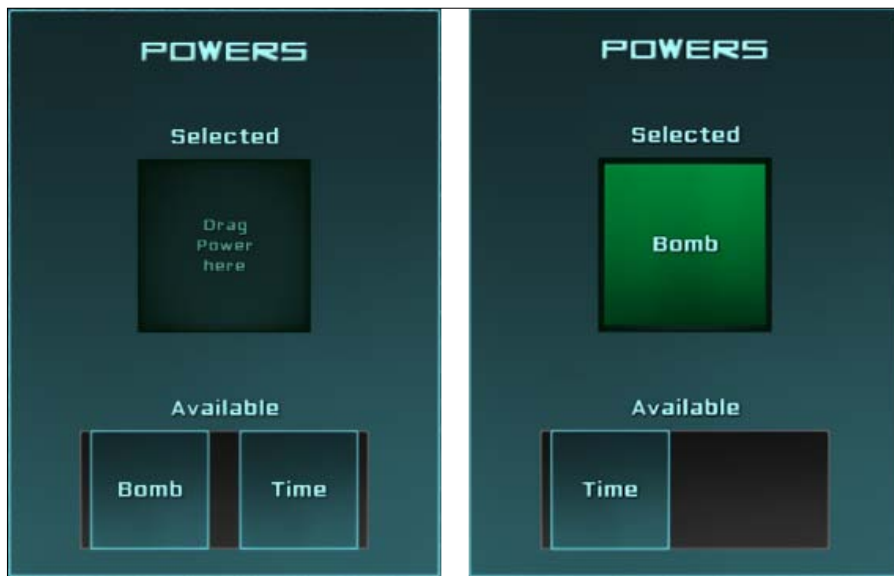 POWERS
Selected
Drag
Power
here
Available
Bomb
Time
POWERS
Selected
Bomb
Available
Time